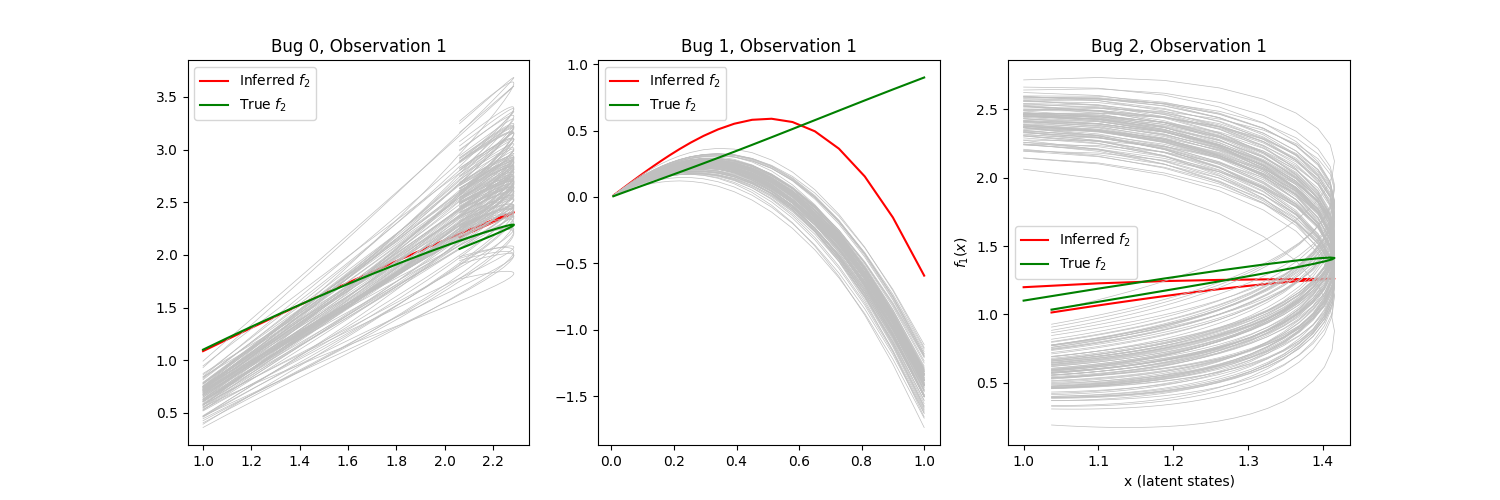 Bug 0, Observation 1
Inferred f₂
True f₂
3.5
3.0
2.5
2.0
1.5
1.0
0.5
1.0 1.2 1.4 1.6 1.8 2.0 2.2
Bug 1, Observation 1
Inferred f₂
True f₂
1.0
0.5
0.0
−0.5
−1.0
−1.5
0.0 0.2 0.4 0.6 0.8 1.0
Bug 2, Observation 1
2.5
2.0
1.5
1.0
0.5
f₁(x)
Inferred f₂
True f₂
1.0 1.1 1.2 1.3 1.4
x (latent states)